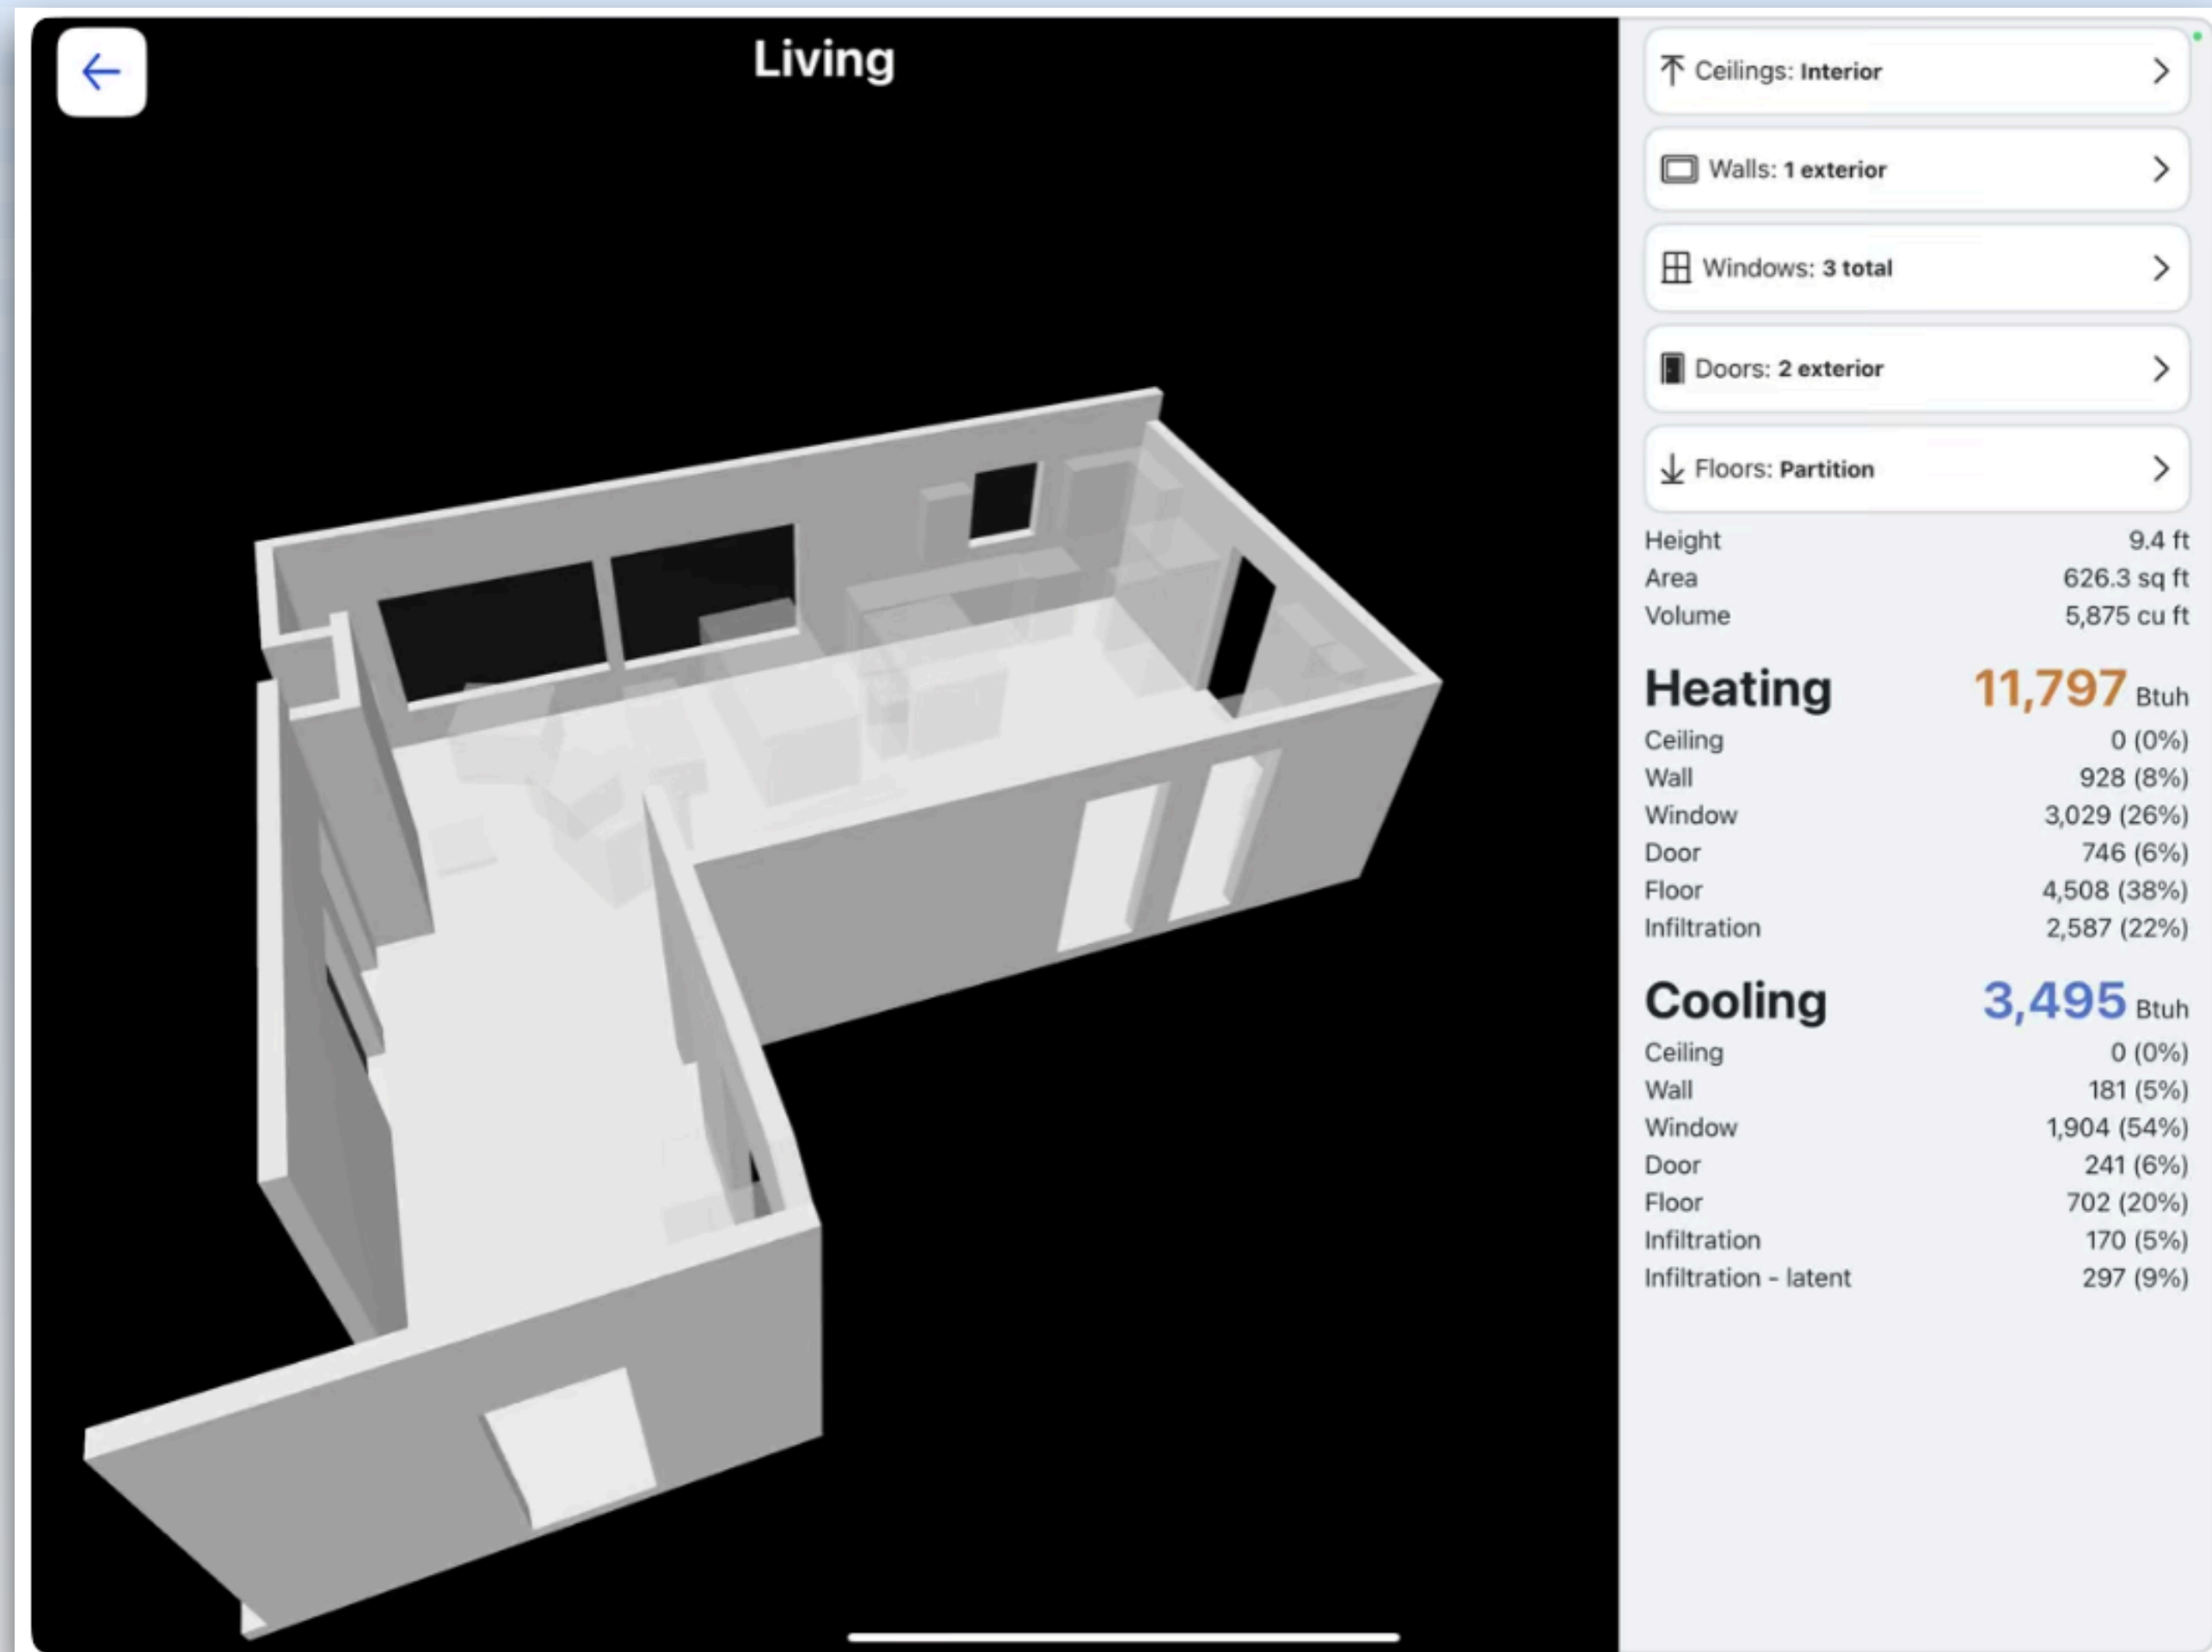 Living
Ceilings: Interior
Walls: 1 exterior
Windows: 3 total
Doors: 2 exterior
Floors: Partition
Height 9.4 ft
Area 626.3 sq ft
Volume 5,875 cu ft
Heating 11,797 Btuh
Ceiling 0 (0%)
Wall 928 (8%)
Window 3,029 (26%)
Door 746 (6%)
Floor 4,508 (38%)
Infiltration 2,587 (22%)
Cooling 3,495 Btuh
Ceiling 0 (0%)
Wall 181 (5%)
Window 1,904 (54%)
Door 241 (6%)
Floor 702 (20%)
Infiltration 170 (5%)
Infiltration - latent 297 (9%)